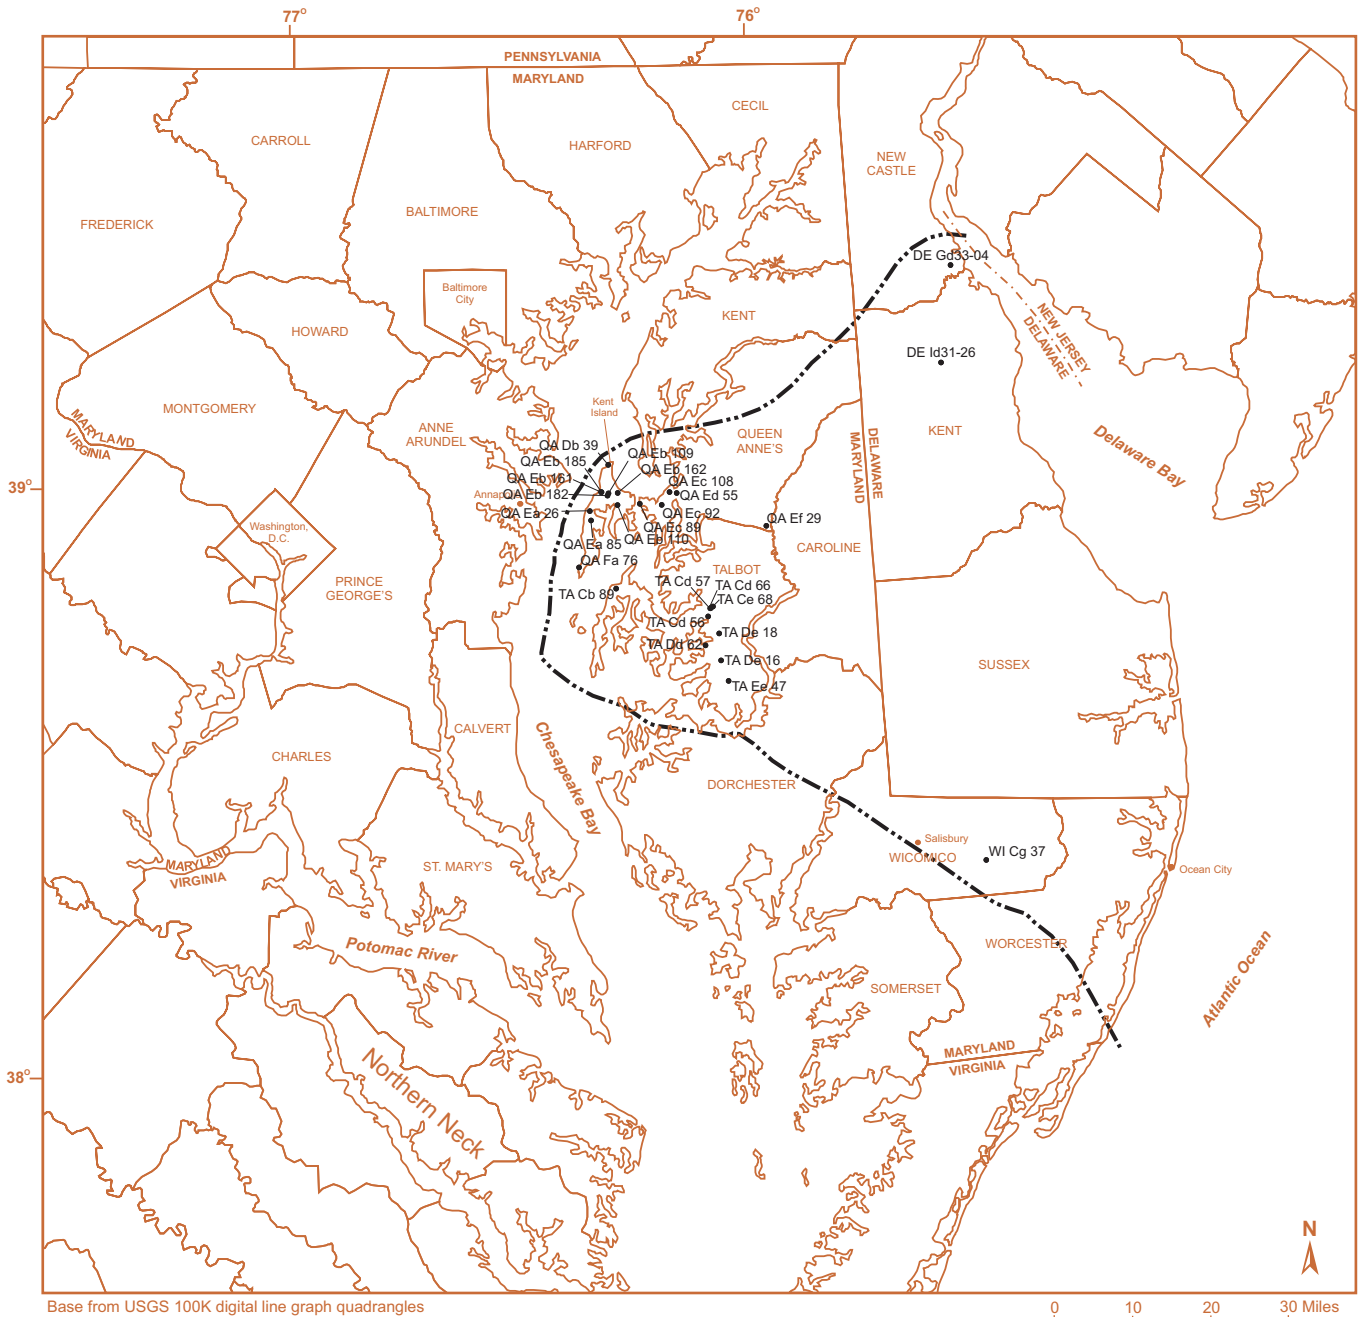 77°
76°
PENNSYLVANIA
MARYLAND
CECIL
CARROLL
HARFORD
NEW
CASTLE
BALTIMORE
FREDERICK
DE Gd33-04
Baltimore
City
KENT
NEW JERSEY
DELAWARE
HOWARD
DE Id31-26
Kent
Island
MONTGOMERY
MARYLAND
VIRGINIA
ANNE
ARUNDEL
QUEEN
ANNE'S
MARYLAND
DELAWARE
KENT
Delaware Bay
QA Db 39
QA Eb 109
QA Eb 185
QA Eb 162
QA Eb 161
QA Ec 108
39°
Annapolis
QA Eb 182
QA Ed 55
QA Ea 26
QA Ec 92
QA Ef 29
Washington,
D.C.
QA Ec 89
QA Eb 110
QA Ea 85
CAROLINE
QA Fa 76
TALBOT
PRINCE
GEORGE'S
TA Cd 57
TA Cd 66
TA Cb 89
TA Ce 68
TA Cd 56
TA De 18
TA Dd 62
TA De 16
SUSSEX
TA Ee 47
CALVERT
Chesapeake Bay
CHARLES
DORCHESTER
Salisbury
WI Cg 37
WICOMICO
MARYLAND
VIRGINIA
ST. MARY'S
Ocean City
Potomac River
WORCESTER
SOMERSET
Atlantic Ocean
MARYLAND
VIRGINIA
38°
Northern Neck
N
Base from USGS 100K digital line graph quadrangles
0 10 20 30 Miles